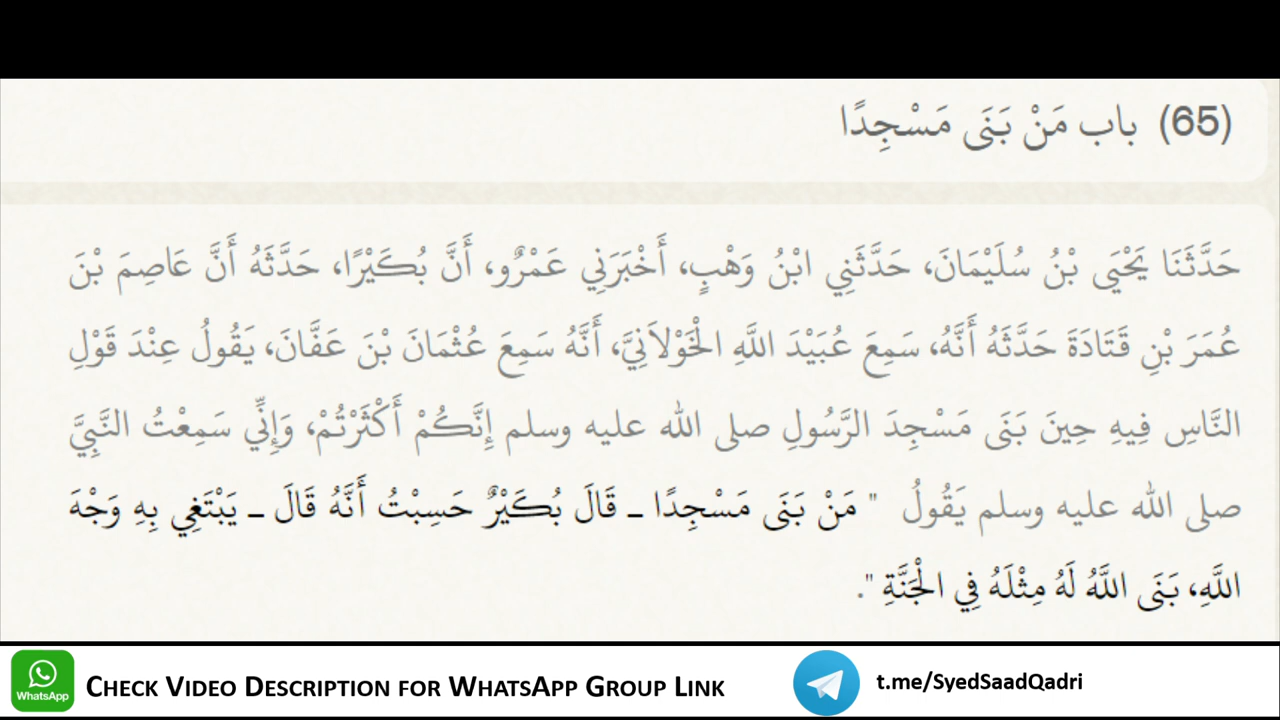 (65) باب مَنْ بَنَى مَسْجِدًا
حَدَّثَنَا يَحْيَى بْنُ سُلَيْمَانَ، حَدَّثَنِي ابْنُ وَهْبٍ، أَخْبَرَنِي عَمْرٌو، أَنَّ بُكَيْرًا، حَدَّثَهُ أَنَّ عَاصِمَ بْنَ
عُمَرَ بْنِ قَتَادَةَ حَدَّثَهُ أَنَّهُ، سَمِعَ عُبَيْدَ اللَّهِ الْخَوْلاَنِيَّ، أَنَّهُ سَمِعَ عُثْمَانَ بْنَ عَفَّانَ، يَقُولُ عِنْدَ قَوْلِ
النَّاسِ فِيهِ حِينَ بَنَى مَسْجِدَ الرَّسُولِ صلى الله عليه وسلم إِنَّكُمْ أَكْثَرْتُمْ، وَإِنِّي سَمِعْتُ النَّبِيَّ
صلى الله عليه وسلم يَقُولُ " مَنْ بَنَى مَسْجِدًا ـ قَالَ بُكَيْرٌ حَسِبْتُ أَنَّهُ قَالَ ـ يَبْتَغِي بِهِ وَجْهَ
اللَّهِ، بَنَى اللَّهُ لَهُ مِثْلَهُ فِي الْجَنَّةِ ".
WhatsApp
Check Video Description for WhatsApp Group Link
t.me/SyedSaadQadri